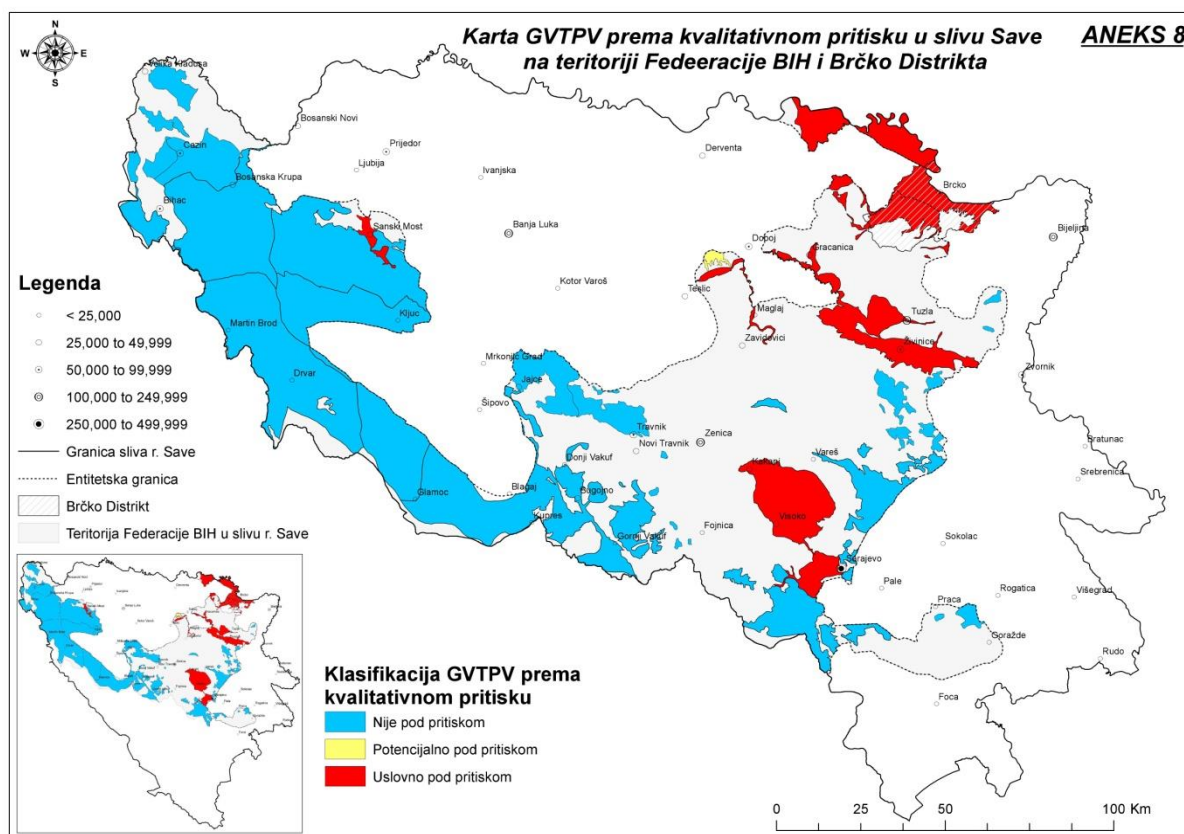 N
W
E
S
Karta GVTPV prema kvalitativnom pritisku u slivu Save
na teritoriji Fedeeracije BIH i Brčko Distrikta
ANEKS 8
Velika Kladusa
Bosanski Novi
Cazin
Prijedor
Ljubija
Derventa
Bosanska Krupa
Ivanjska
Brcko
Bihac
Sanski Most
Banja Luka
Doboj
Bijeljina
Gracanica
Kotor Varoš
Teslic
Kljuc
Maglaj
Tuzla
Martin Brod
Zavidovici
Živinice
Mrkonjic Grad
Jajce
Zvornik
Drvar
Šipovo
Travnik
Zenica
Novi Travnik
Bratunac
Donji Vakuf
Kakanj
Vareš
Srebrenica
Glamoc
Blagaj
Bugojno
Kupres
Visoko
Gornji Vakuf
Fojnica
Sokolac
Sarajevo
Pale
Rogatica
Višegrad
Praca
Goražde
Rudo
Foca
Legenda
< 25,000
25,000 to 49,999
50,000 to 99,999
100,000 to 249,999
250,000 to 499,999
Granica sliva r. Save
Entitetska granica
Brčko Distrikt
Teritorija Federacije BIH u slivu r. Save
Klasifikacija GVTPV prema
kvalitativnom pritisku
Nije pod pritiskom
Potencijalno pod pritiskom
Uslovno pod pritiskom
0 25 50 100 Km